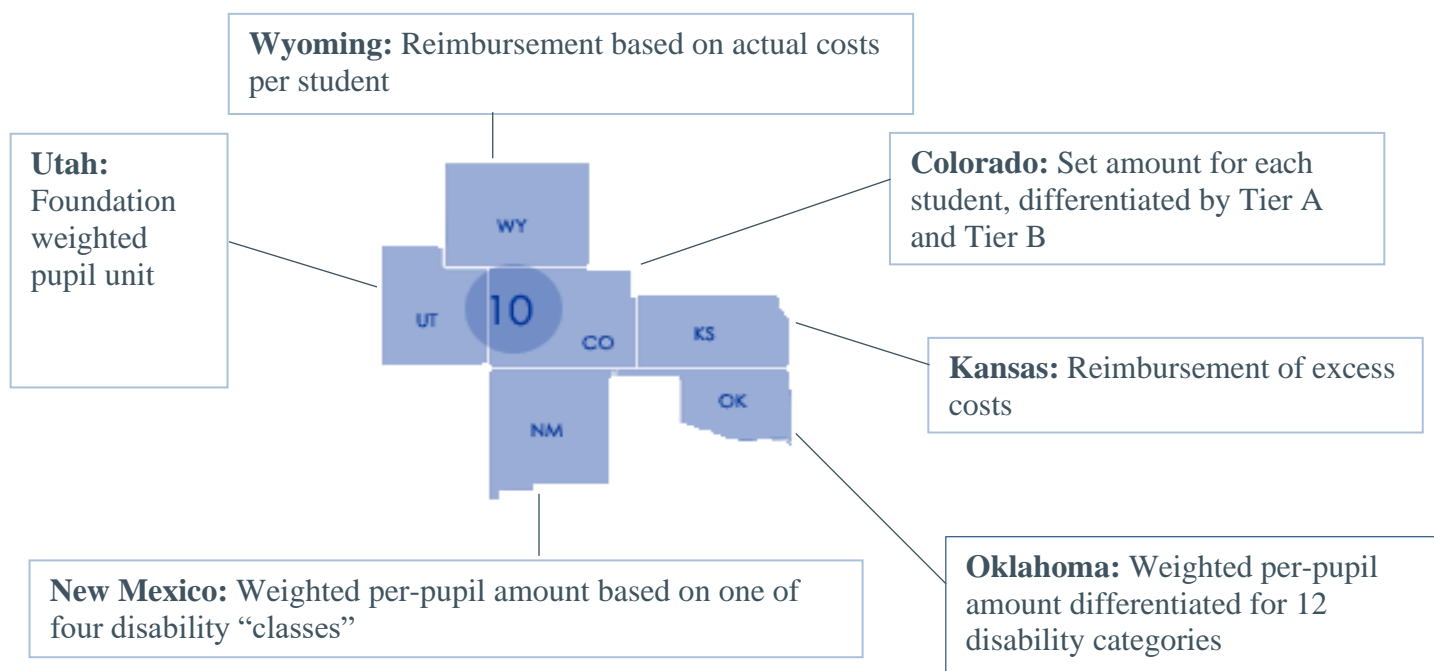 Wyoming: Reimbursement based on actual costs
per student
Utah:
Foundation
weighted
pupil unit
Colorado: Set amount for each
student, differentiated by Tier A
and Tier B
WY
UT
10
CO
KS
OK
NM
Kansas: Reimbursement of excess
costs
New Mexico: Weighted per-pupil amount based on one of
four disability “classes”
Oklahoma: Weighted per-pupil
amount differentiated for 12
disability categories